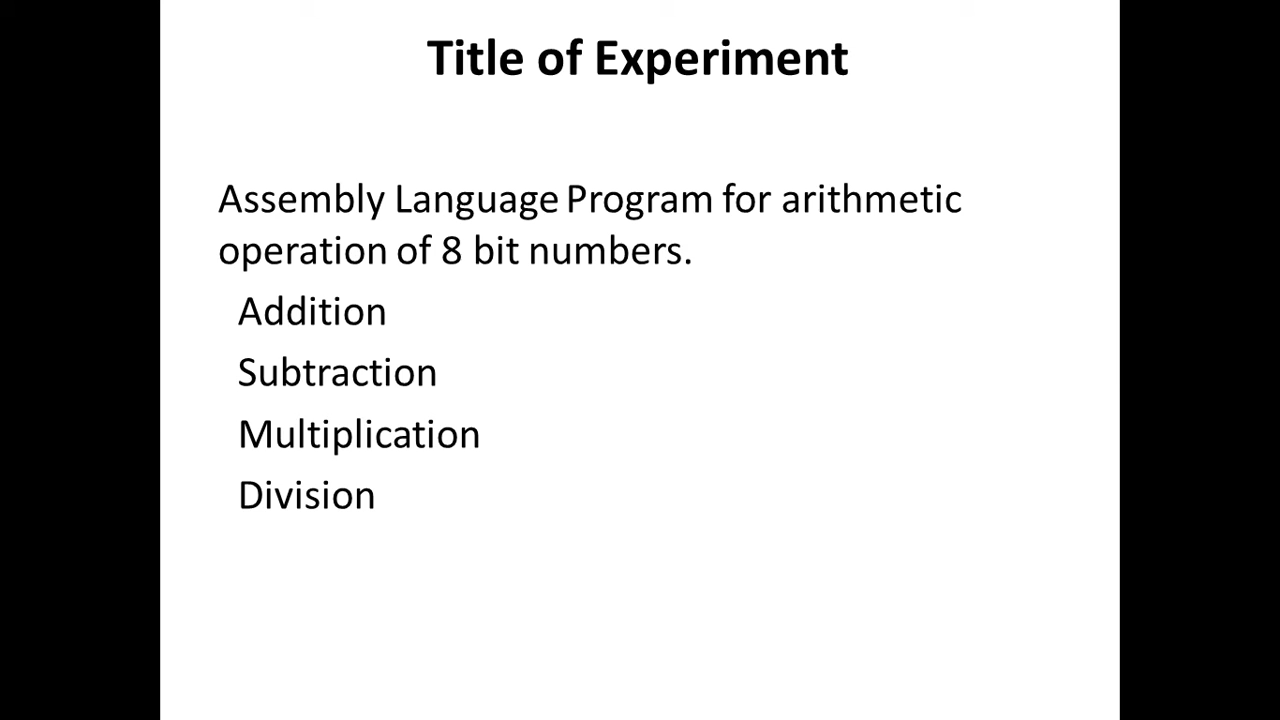 Title of Experiment
Assembly Language Program for arithmetic
operation of 8 bit numbers.
Addition
Subtraction
Multiplication
Division